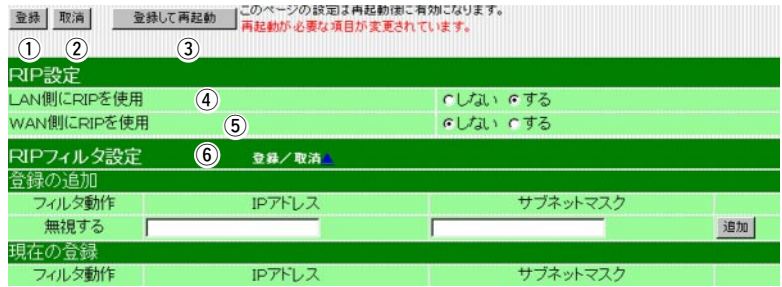 登録 取消 登録して再起動 このページの設定は再起動後に有効になります。
再起動が必要な項目が変更されています。
① ② ③
RIP設定
LAN側にRIPを使用 ④ しない する
WAN側にRIPを使用 ⑤ しない する
RIPフィルタ設定 ⑥ 登録/取消▲
登録の追加
フィルタ動作 IPアドレス サブネットマスク
無視する 追加
現在の登録
フィルタ動作 IPアドレス サブネットマスク